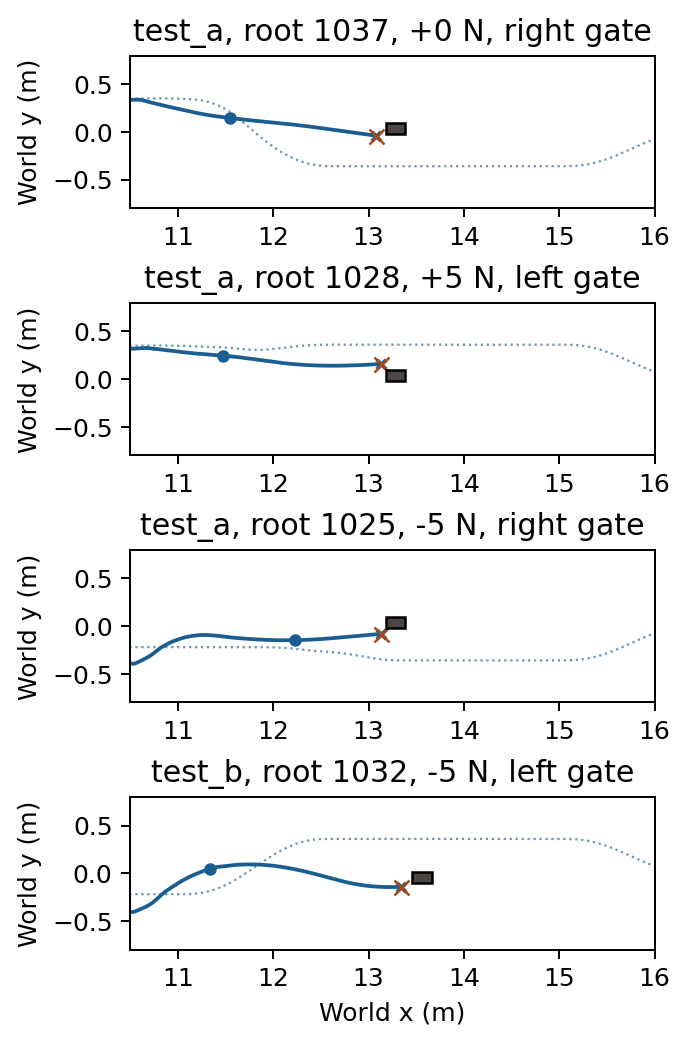 test_a, root 1037, +0 N, right gate
World y (m)
0.5
0.0
−0.5
11 12 13 14 15 16
test_a, root 1028, +5 N, left gate
World y (m)
0.5
0.0
−0.5
11 12 13 14 15 16
test_a, root 1025, -5 N, right gate
World y (m)
0.5
0.0
−0.5
11 12 13 14 15 16
test_b, root 1032, -5 N, left gate
World y (m)
0.5
0.0
−0.5
11 12 13 14 15 16
World x (m)